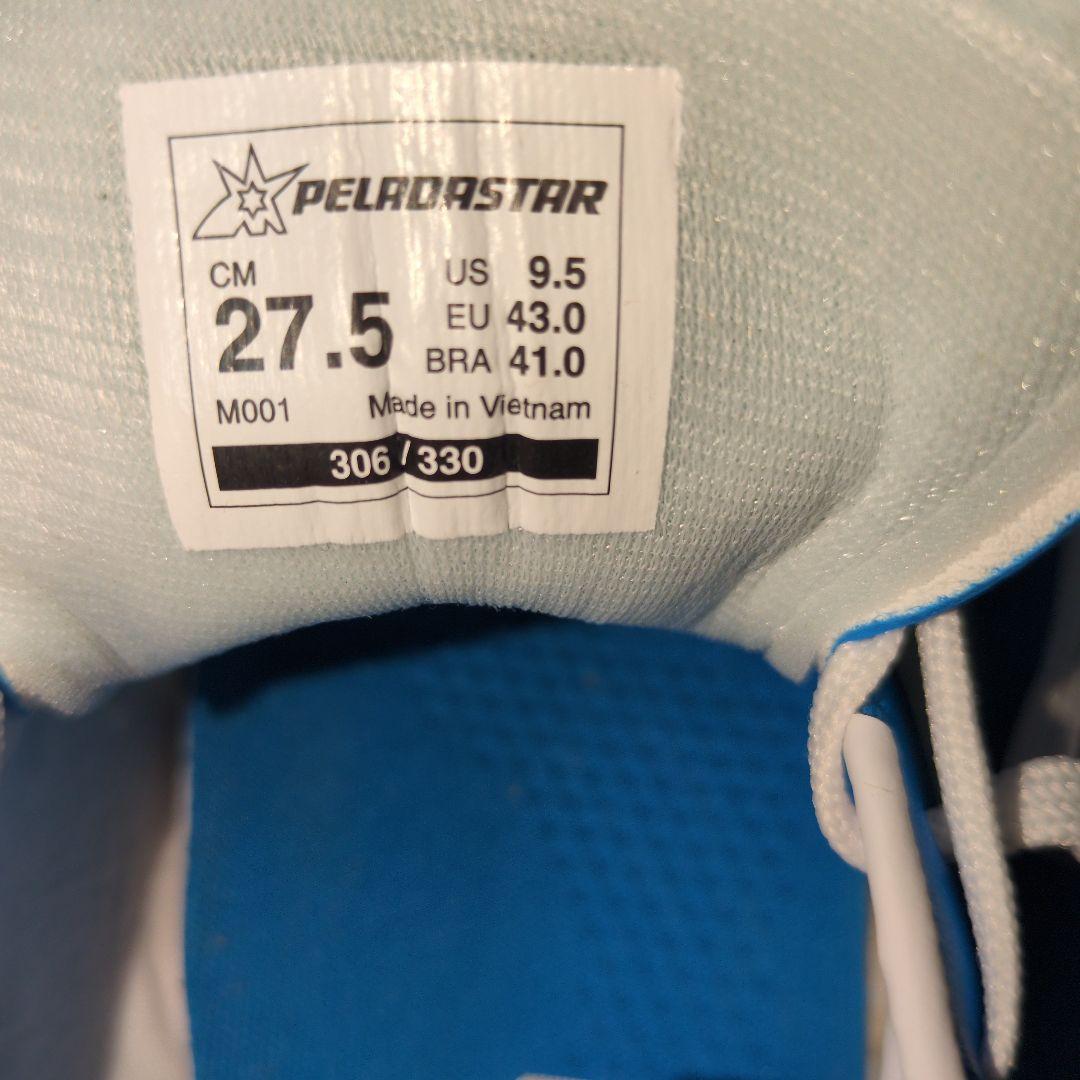 PELADASTAR
CM
27.5
US 9.5
EU 43.0
BRA 41.0
M001 Made in Vietnam
306 / 330